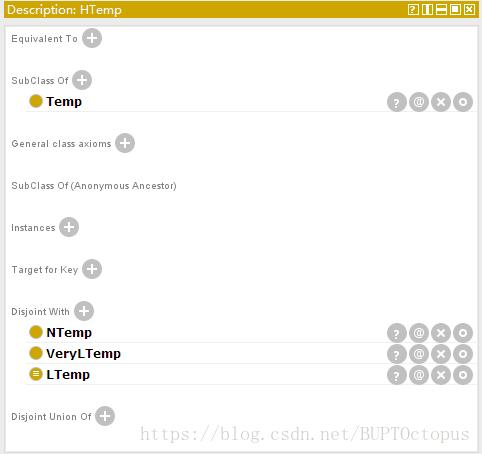 Description: HTemp
Equivalent To
SubClass Of
Temp
General class axioms
SubClass Of (Anonymous Ancestor)
Instances
Target for Key
Disjoint With
NTemp
VeryLTemp
LTemp
Disjoint Union Of
https://blog.csdn.net/BUPTOctopus